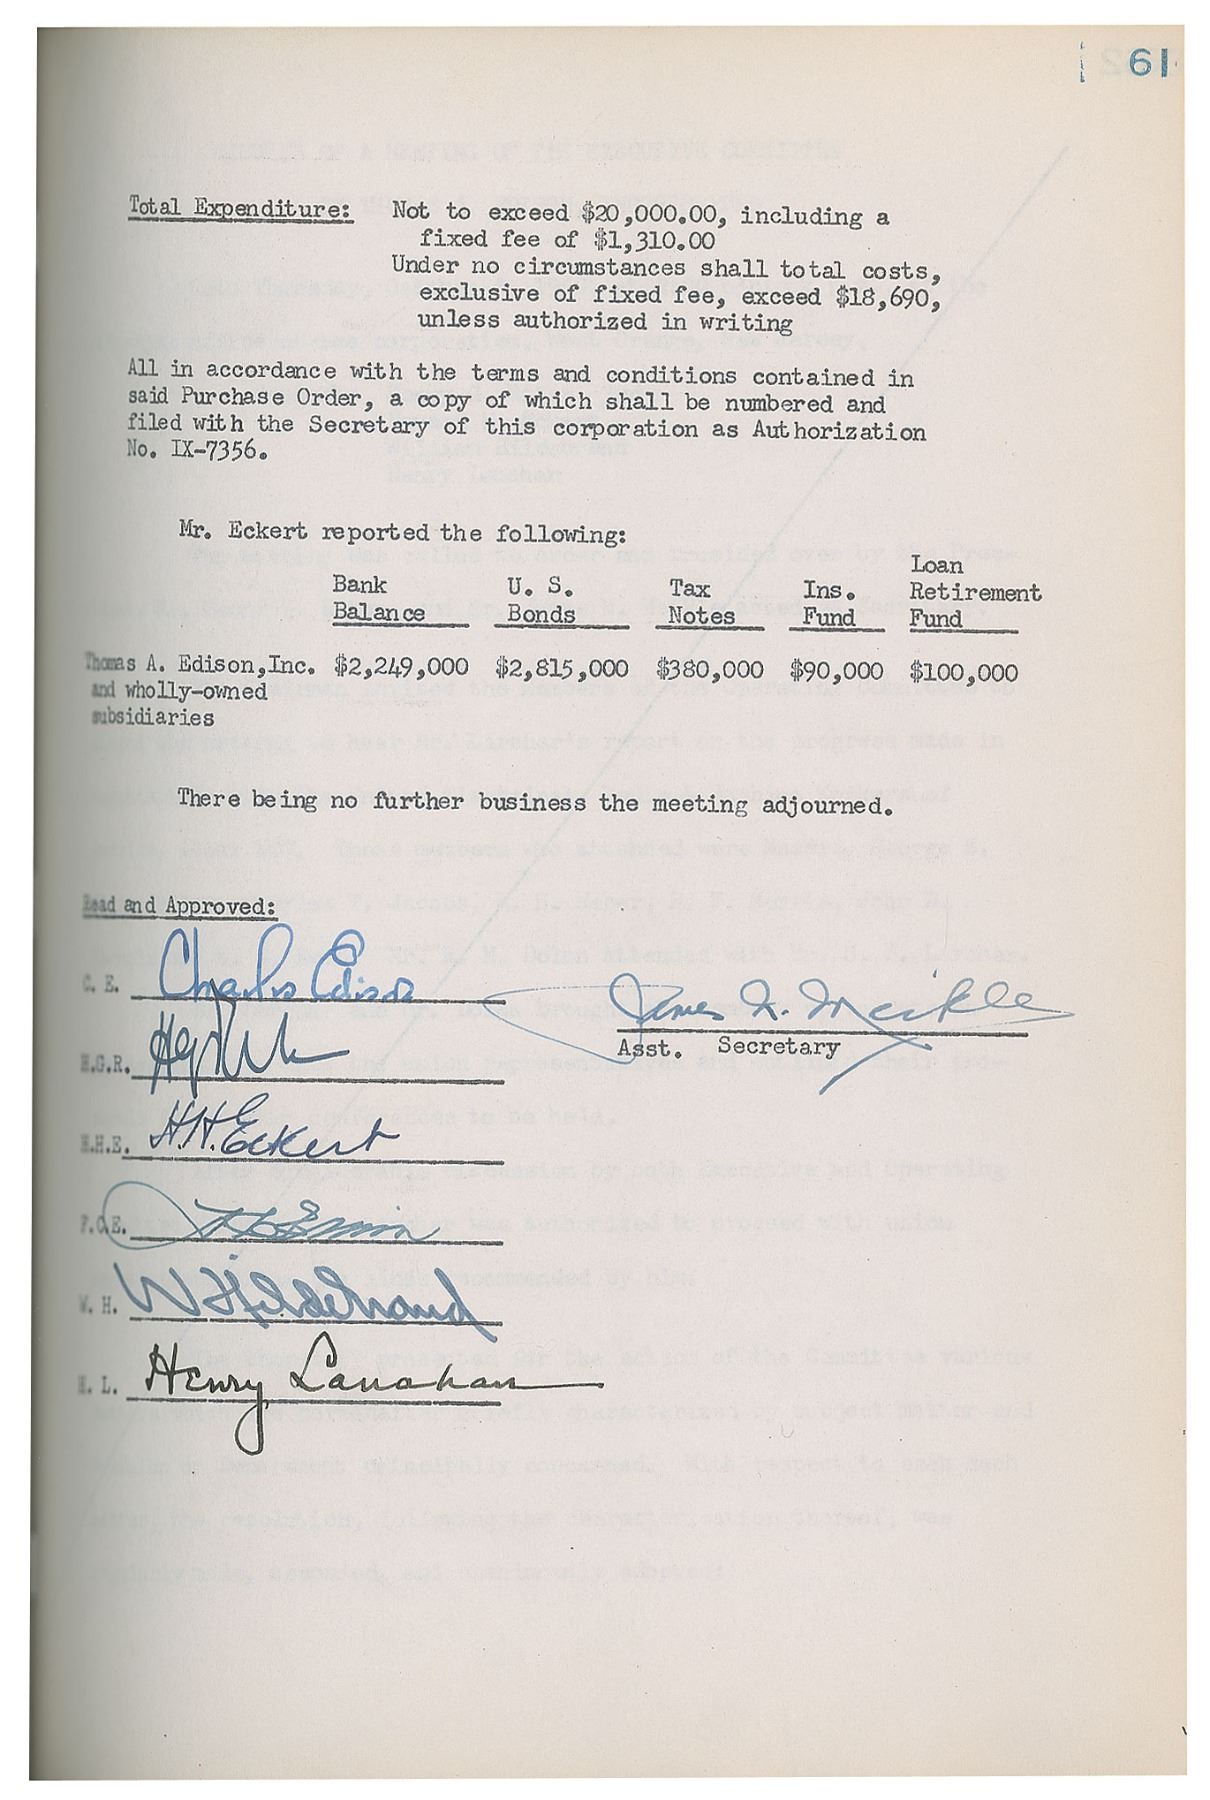 191
Total Expenditure: Not to exceed $20,000.00, including a
fixed fee of $1,310.00
Under no circumstances shall total costs,
exclusive of fixed fee, exceed $18,690,
unless authorized in writing
All in accordance with the terms and conditions contained in
said Purchase Order, a copy of which shall be numbered and
filed with the Secretary of this corporation as Authorization
No. IX-7356.
Mr. Eckert reported the following:
Loan
Bank U. S. Tax Ins. Retirement
Balance Bonds Notes Fund Fund
Thomas A. Edison,Inc. $2,249,000 $2,815,000 $380,000 $90,000 $100,000
and wholly-owned
subsidiaries
There being no further business the meeting adjourned.
Read and Approved:
C. E. Charles Edison
James N. Meikle
Asst. Secretary
H.G.R.
H.H.E. H.H. Eckert
F.C.E.
W. H. W Hildebrand
H. L. Henry Lanahan